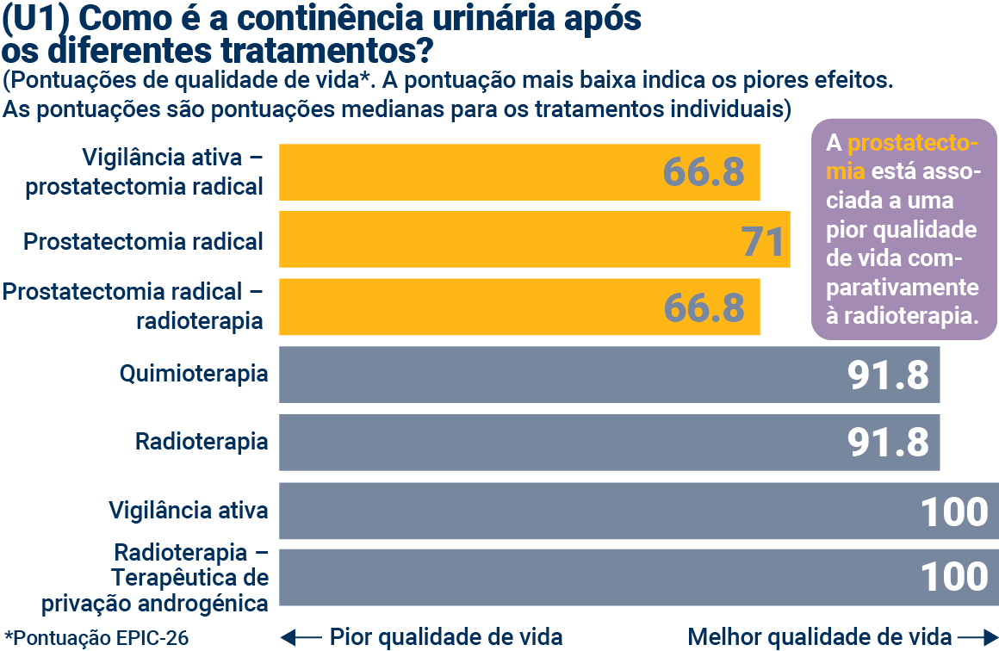 (U1) Como é a continência urinária após
os diferentes tratamentos?
(Pontuações de qualidade de vida*. A pontuação mais baixa indica os piores efeitos.
As pontuações são pontuações medianas para os tratamentos individuais)
A prostatecto-
mia está asso-
ciada a uma
pior qualidade
de vida com-
parativamente
à radioterapia.
Vigilância ativa –
prostatectomia radical
66.8
Prostatectomia radical
71
Prostatectomia radical –
radioterapia
66.8
Quimioterapia
91.8
Radioterapia
91.8
Vigilância ativa
100
Radioterapia –
Terapêutica de
privação androgénica
100
*Pontuação EPIC-26
Pior qualidade de vida
Melhor qualidade de vida